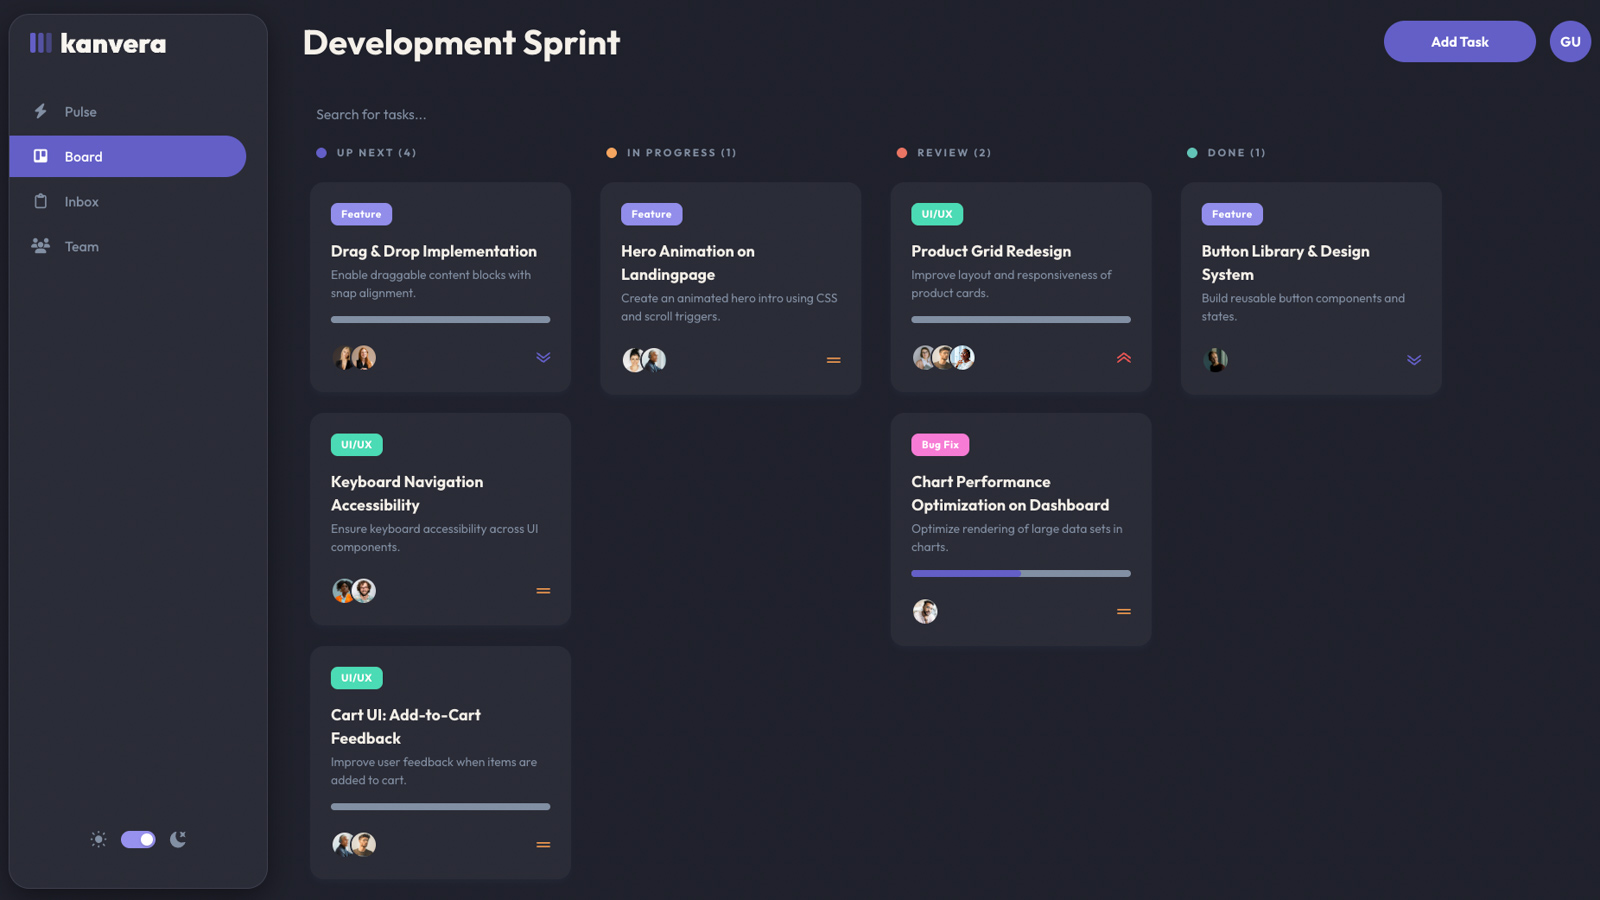 kanvera
Pulse
Board
Inbox
Team
Development Sprint
Add Task
GU
Search for tasks...
UP NEXT (4)
Feature
Drag & Drop Implementation
Enable draggable content blocks with
snap alignment.
UI/UX
Keyboard Navigation
Accessibility
Ensure keyboard accessibility across UI
components.
UI/UX
Cart UI: Add-to-Cart
Feedback
Improve user feedback when items are
added to cart.
IN PROGRESS (1)
Feature
Hero Animation on
Landingpage
Create an animated hero intro using CSS
and scroll triggers.
REVIEW (2)
UI/UX
Product Grid Redesign
Improve layout and responsiveness of
product cards.
Bug Fix
Chart Performance
Optimization on Dashboard
Optimize rendering of large data sets in
charts.
DONE (1)
Feature
Button Library & Design
System
Build reusable button components and
states.